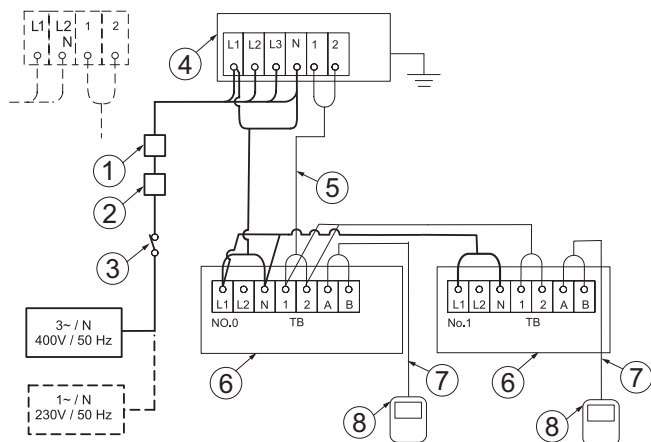 L1 L2 N 1 2
L1 L2 L3 N 1 2
4
1
2
5
3
L1 L2 N 1 2 A B
NO.0 TB
L1 L2 N 1 2 A B
No.1 TB
3~ / N
400V / 50 Hz
6
7
6
7
1~ / N
230V / 50 Hz
8
8